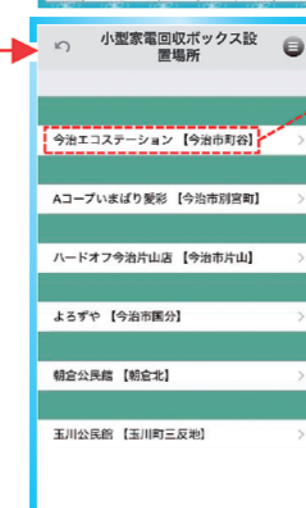 小型家電回収ボックス設
置場所
今治エコステーション 【今治市町谷】
Aコープいまばり愛彩 【今治市別宮町】
ハードオフ今治片山店 【今治市片山】
よろずや 【今治市国分】
朝倉公民館 【朝倉北】
玉川公民館 【玉川町三反地】